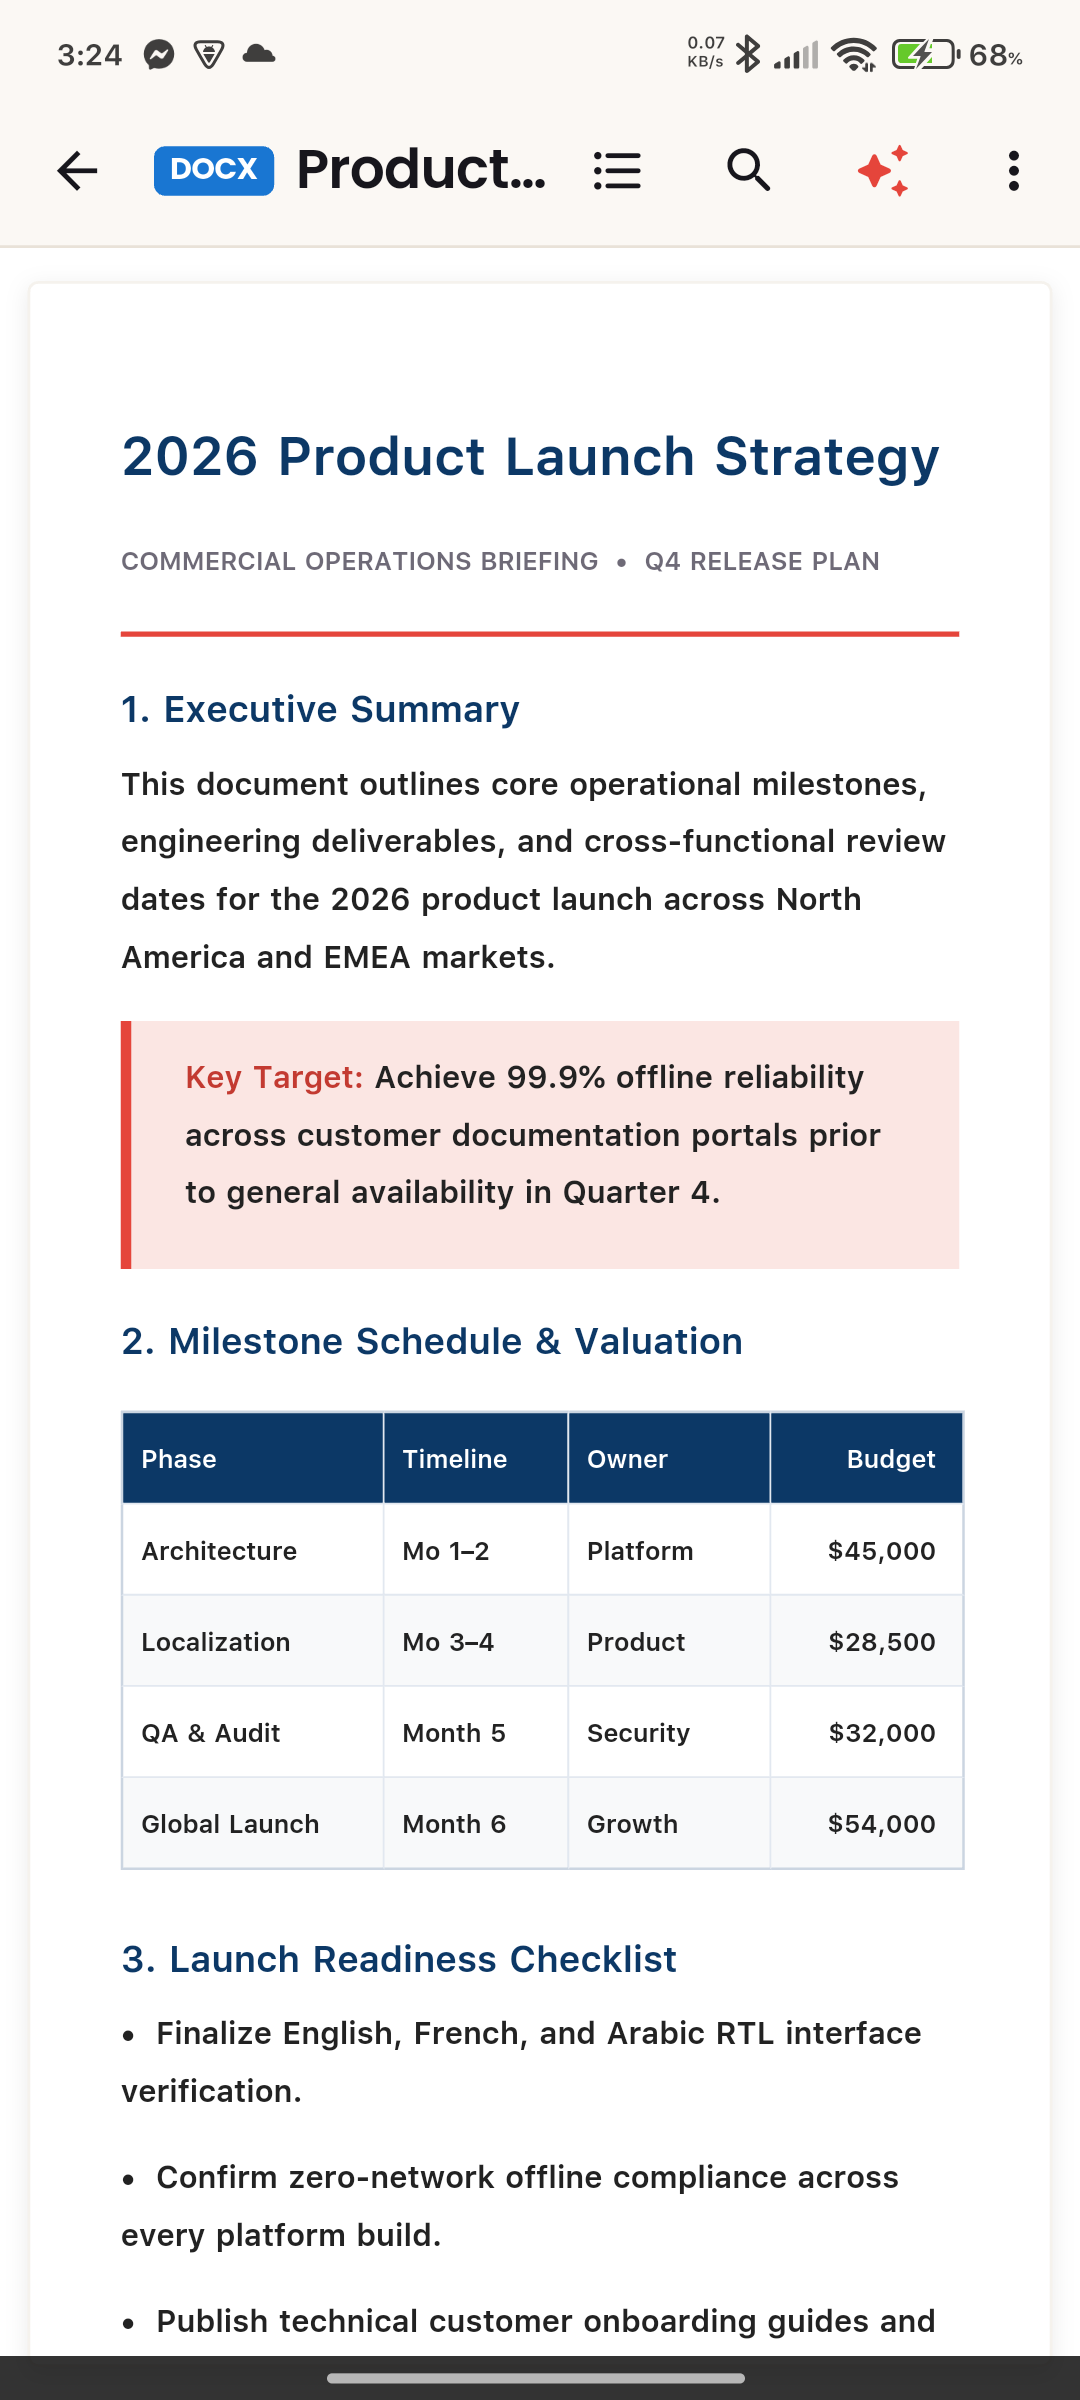 3:24
0.07
KB/s
68%
DOCX Product...
2026 Product Launch Strategy
COMMERCIAL OPERATIONS BRIEFING • Q4 RELEASE PLAN
1. Executive Summary
This document outlines core operational milestones,
engineering deliverables, and cross-functional review
dates for the 2026 product launch across North
America and EMEA markets.
Key Target: Achieve 99.9% offline reliability
across customer documentation portals prior
to general availability in Quarter 4.
2. Milestone Schedule & Valuation
Phase Timeline Owner Budget
Architecture Mo 1–2 Platform $45,000
Localization Mo 3–4 Product $28,500
QA & Audit Month 5 Security $32,000
Global Launch Month 6 Growth $54,000
3. Launch Readiness Checklist
• Finalize English, French, and Arabic RTL interface
verification.
• Confirm zero-network offline compliance across
every platform build.
• Publish technical customer onboarding guides and